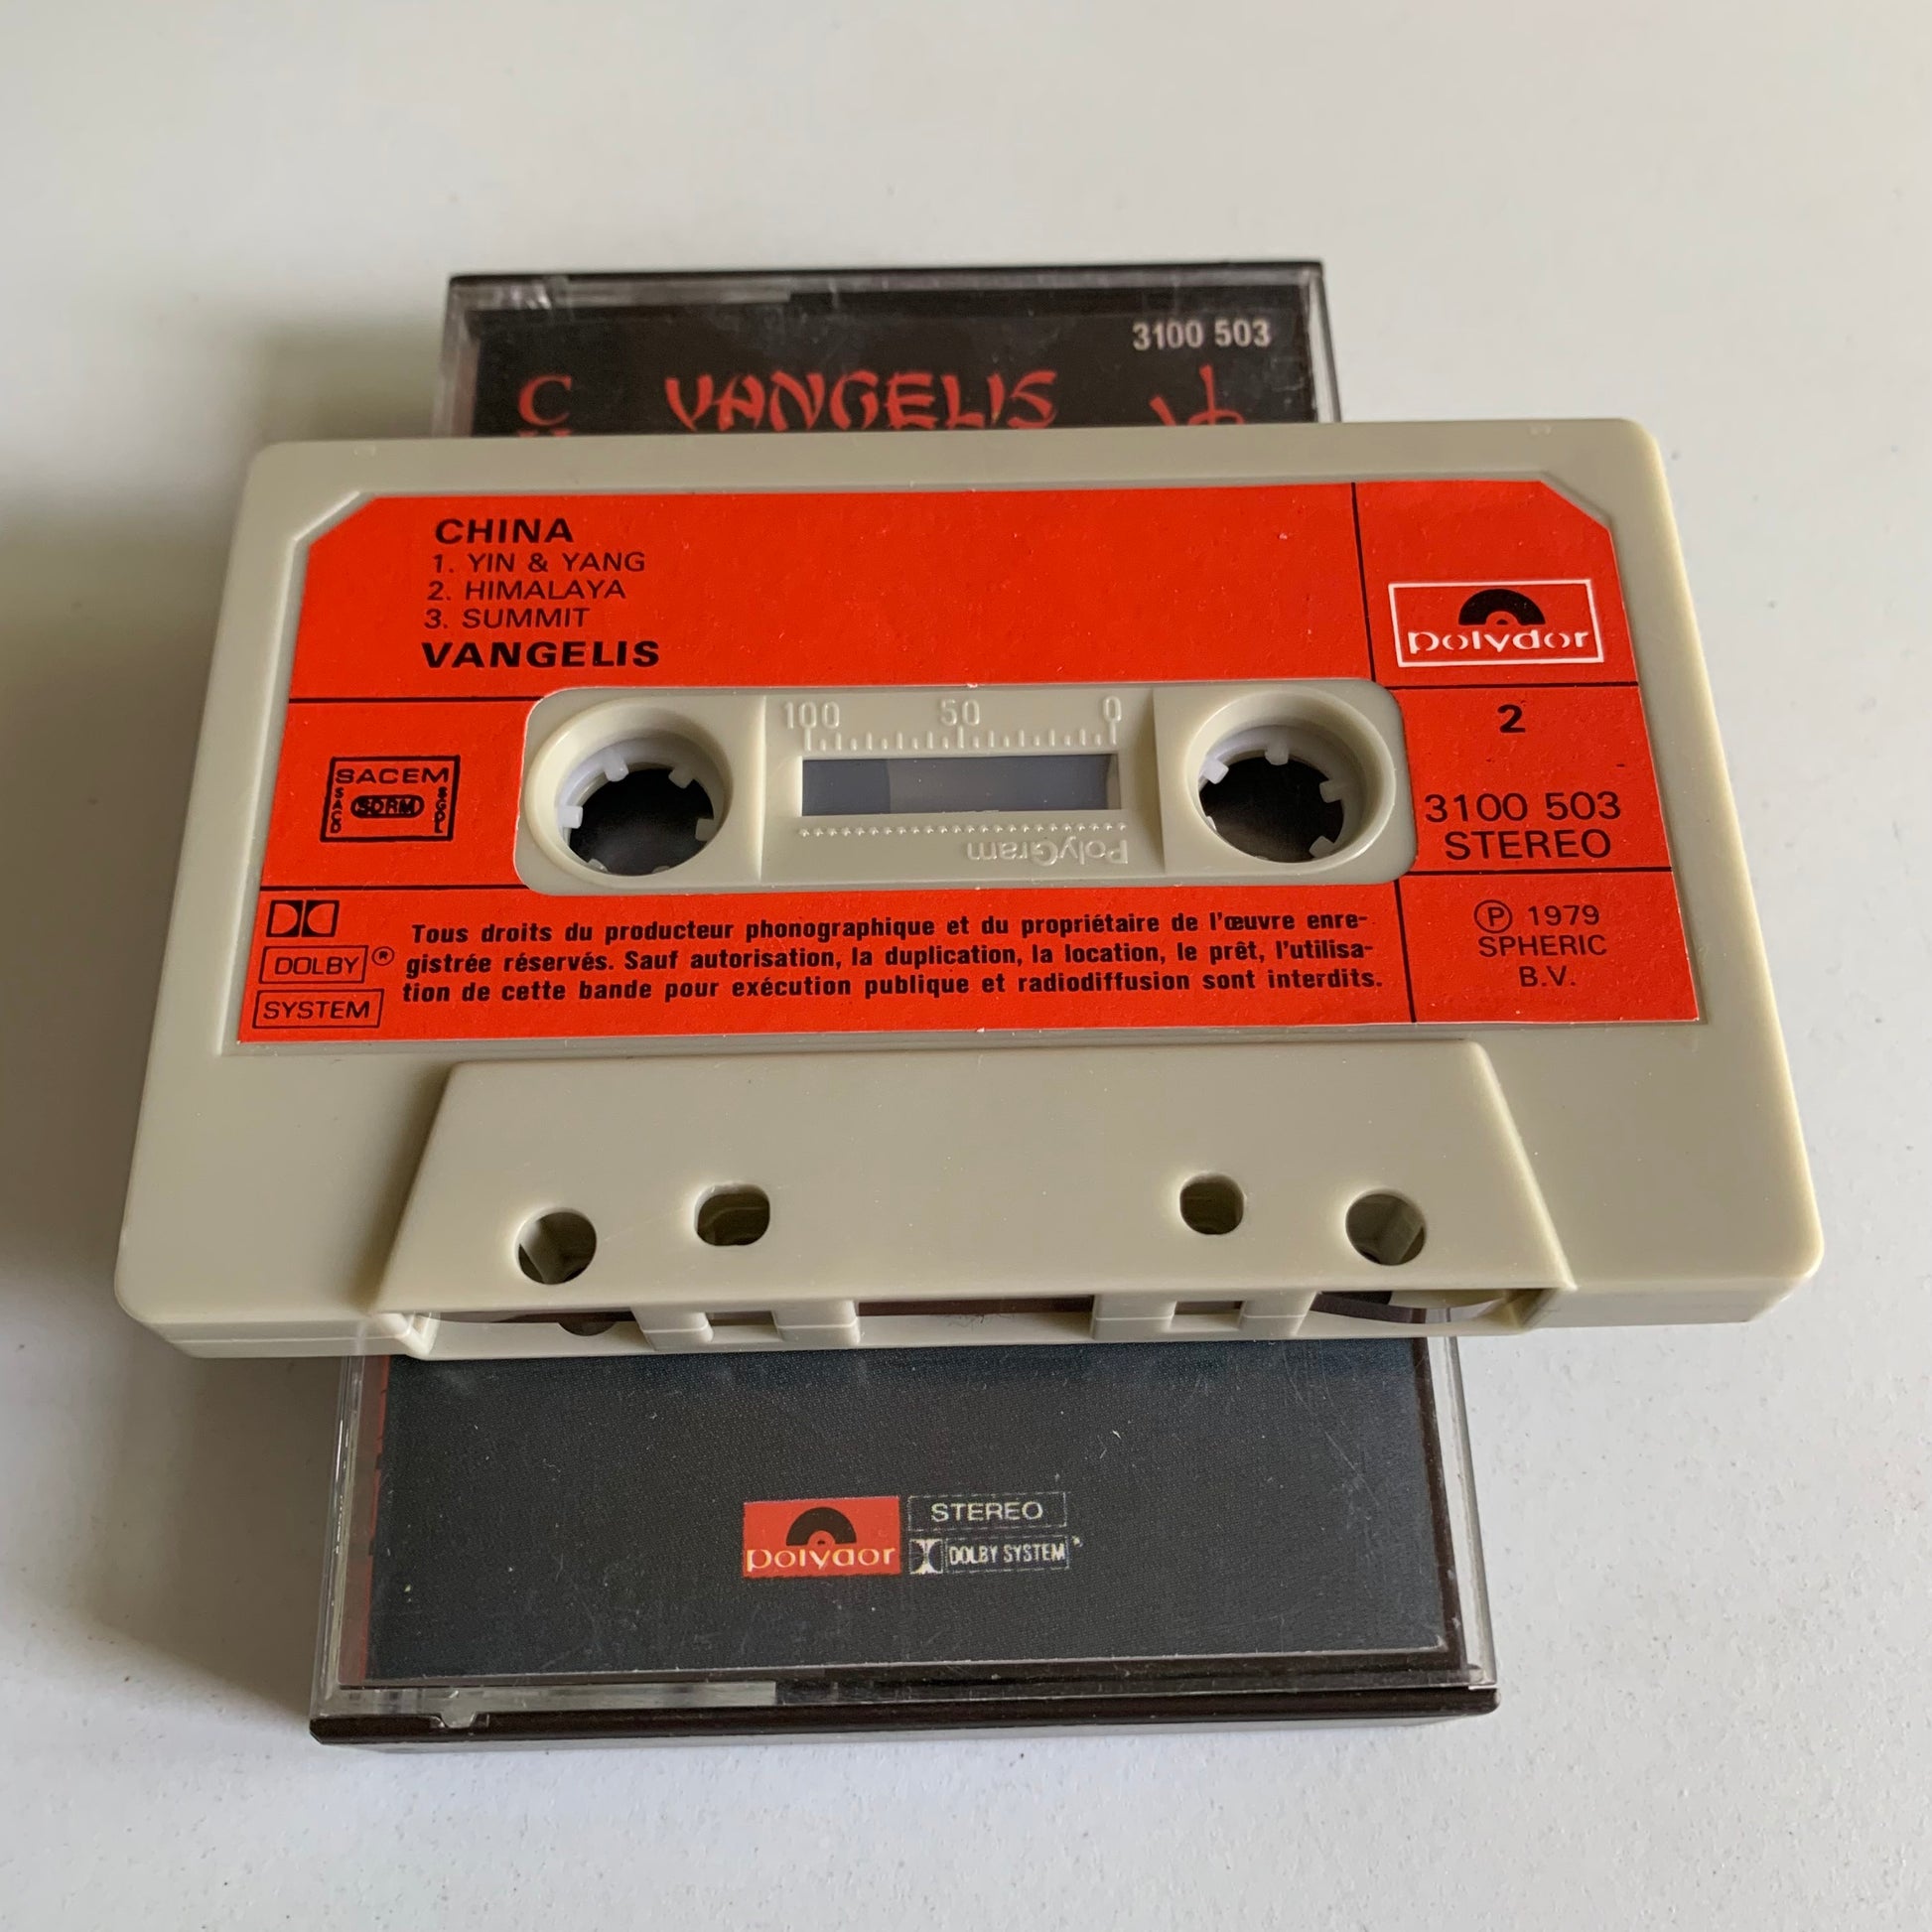 3100 503
C
VANGELIS
CHINA
1. YIN & YANG
2. HIMALAYA
3. SUMMIT
VANGELIS
polydor
100 50 0
2
SACEM
SACD SDRM SGDL
3100 503
STEREO
PolyGram
DOLBY®
SYSTEM
Tous droits du producteur phonographique et du propriétaire de l'œuvre enre-
gistrée réservés. Sauf autorisation, la duplication, la location, le prêt, l'utilisa-
tion de cette bande pour exécution publique et radiodiffusion sont interdits.
Ⓟ 1979
SPHERIC
B.V.
polydor
STEREO
DOLBY SYSTEM